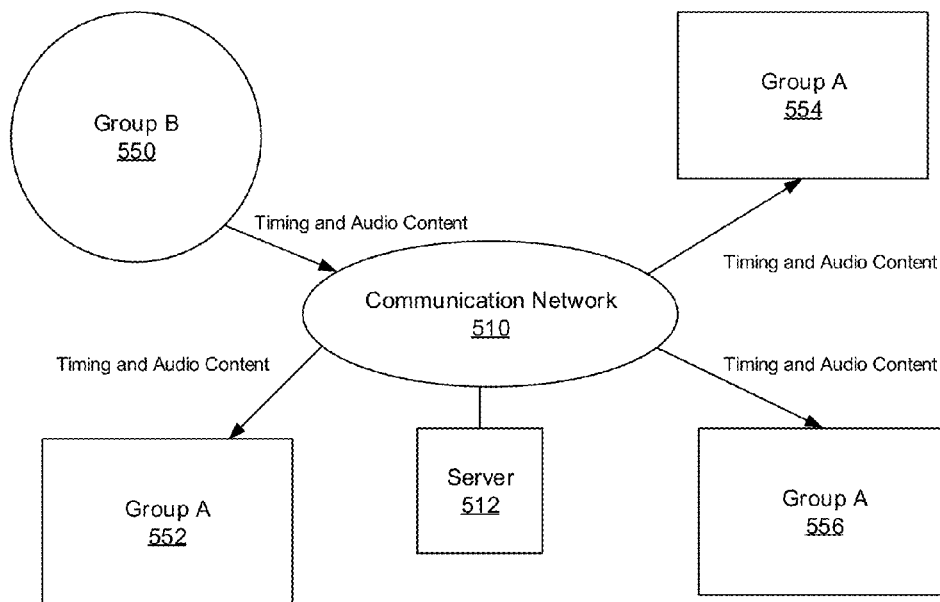 Group B
550
Group A
554
Timing and Audio Content
Timing and Audio Content
Communication Network
510
Timing and Audio Content
Timing and Audio Content
Group A
552
Server
512
Group A
556